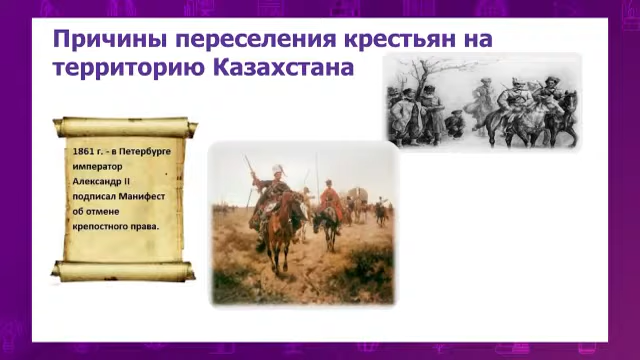 Причины переселения крестьян на
территорию Казахстана
1861 г. - в Петербурге
император
Александр II
подписал Манифест
об отмене
крепостного права.